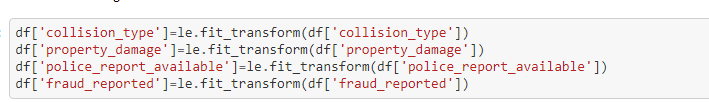 df['collision_type']=le.fit_transform(df['collision_type'])
df['property_damage']=le.fit_transform(df['property_damage'])
df['police_report_available']=le.fit_transform(df['police_report_available'])
df['fraud_reported']=le.fit_transform(df['fraud_reported'])